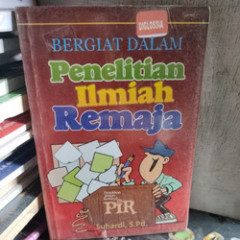 DIGLOSSIA
BERGIAT DALAM
Penelitian
Ilmiah
Remaja
PIR
Suhardi, S.Pd.